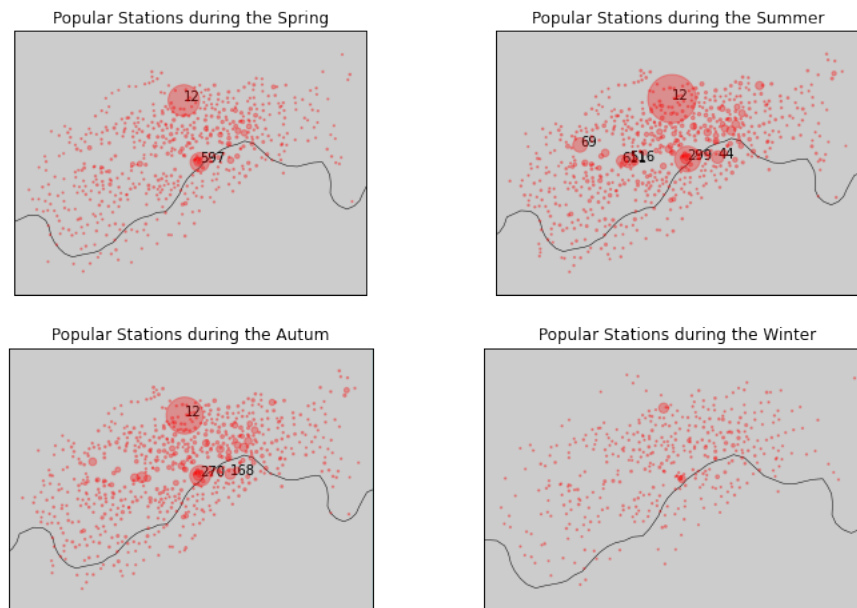 Popular Stations during the Spring
12
597
Popular Stations during the Summer
12
69
516
299
44
Popular Stations during the Autum
12
270
168
Popular Stations during the Winter